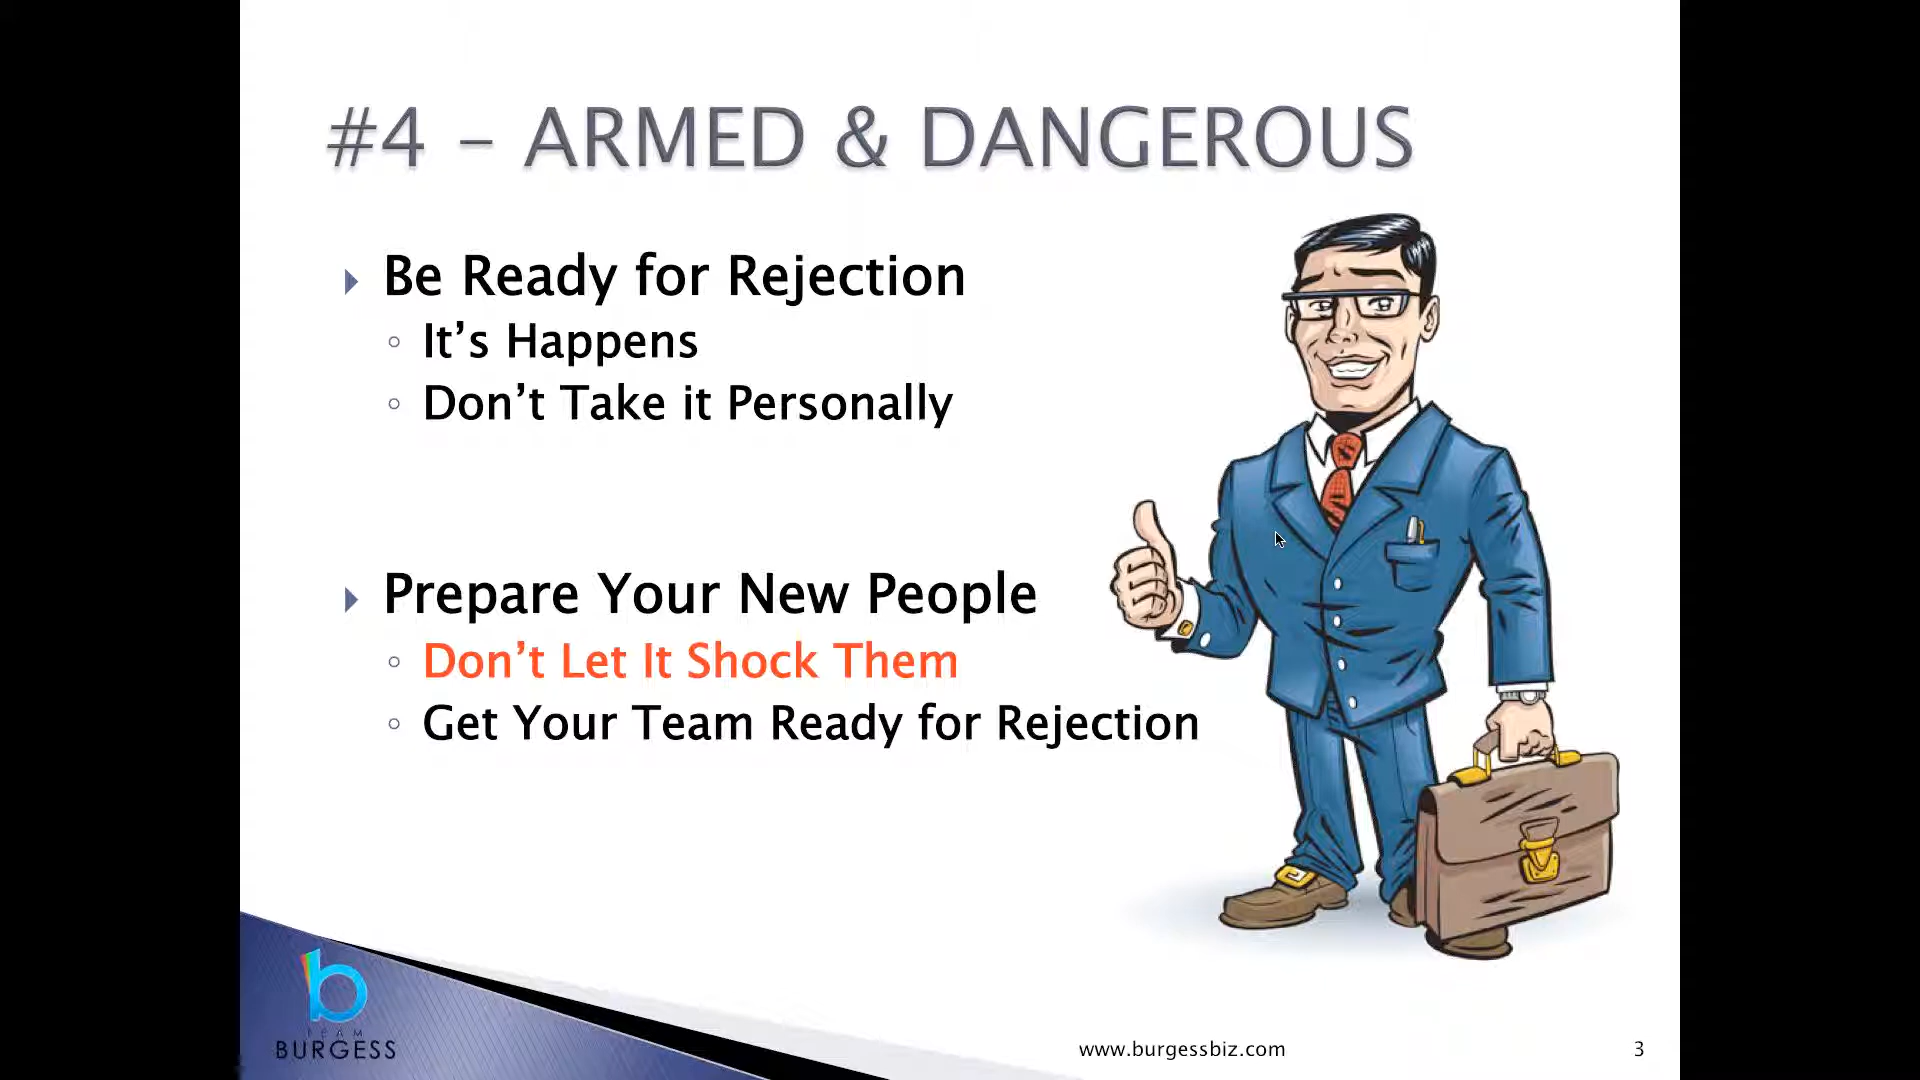 #4 – ARMED & DANGEROUS
Be Ready for Rejection
It’s Happens
Don’t Take it Personally
Prepare Your New People
Don’t Let It Shock Them
Get Your Team Ready for Rejection
b
TEAM
BURGESS
www.burgessbiz.com
3